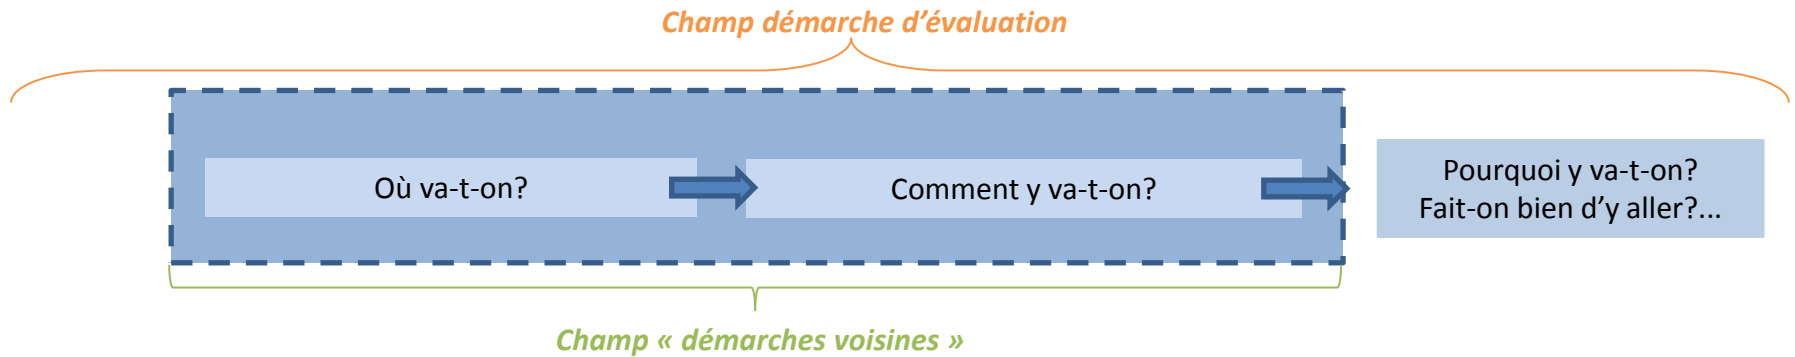 Champ démarche d’évaluation
Où va-t-on?
Comment y va-t-on?
Pourquoi y va-t-on?
Fait-on bien d’y aller?...
Champ « démarches voisines »